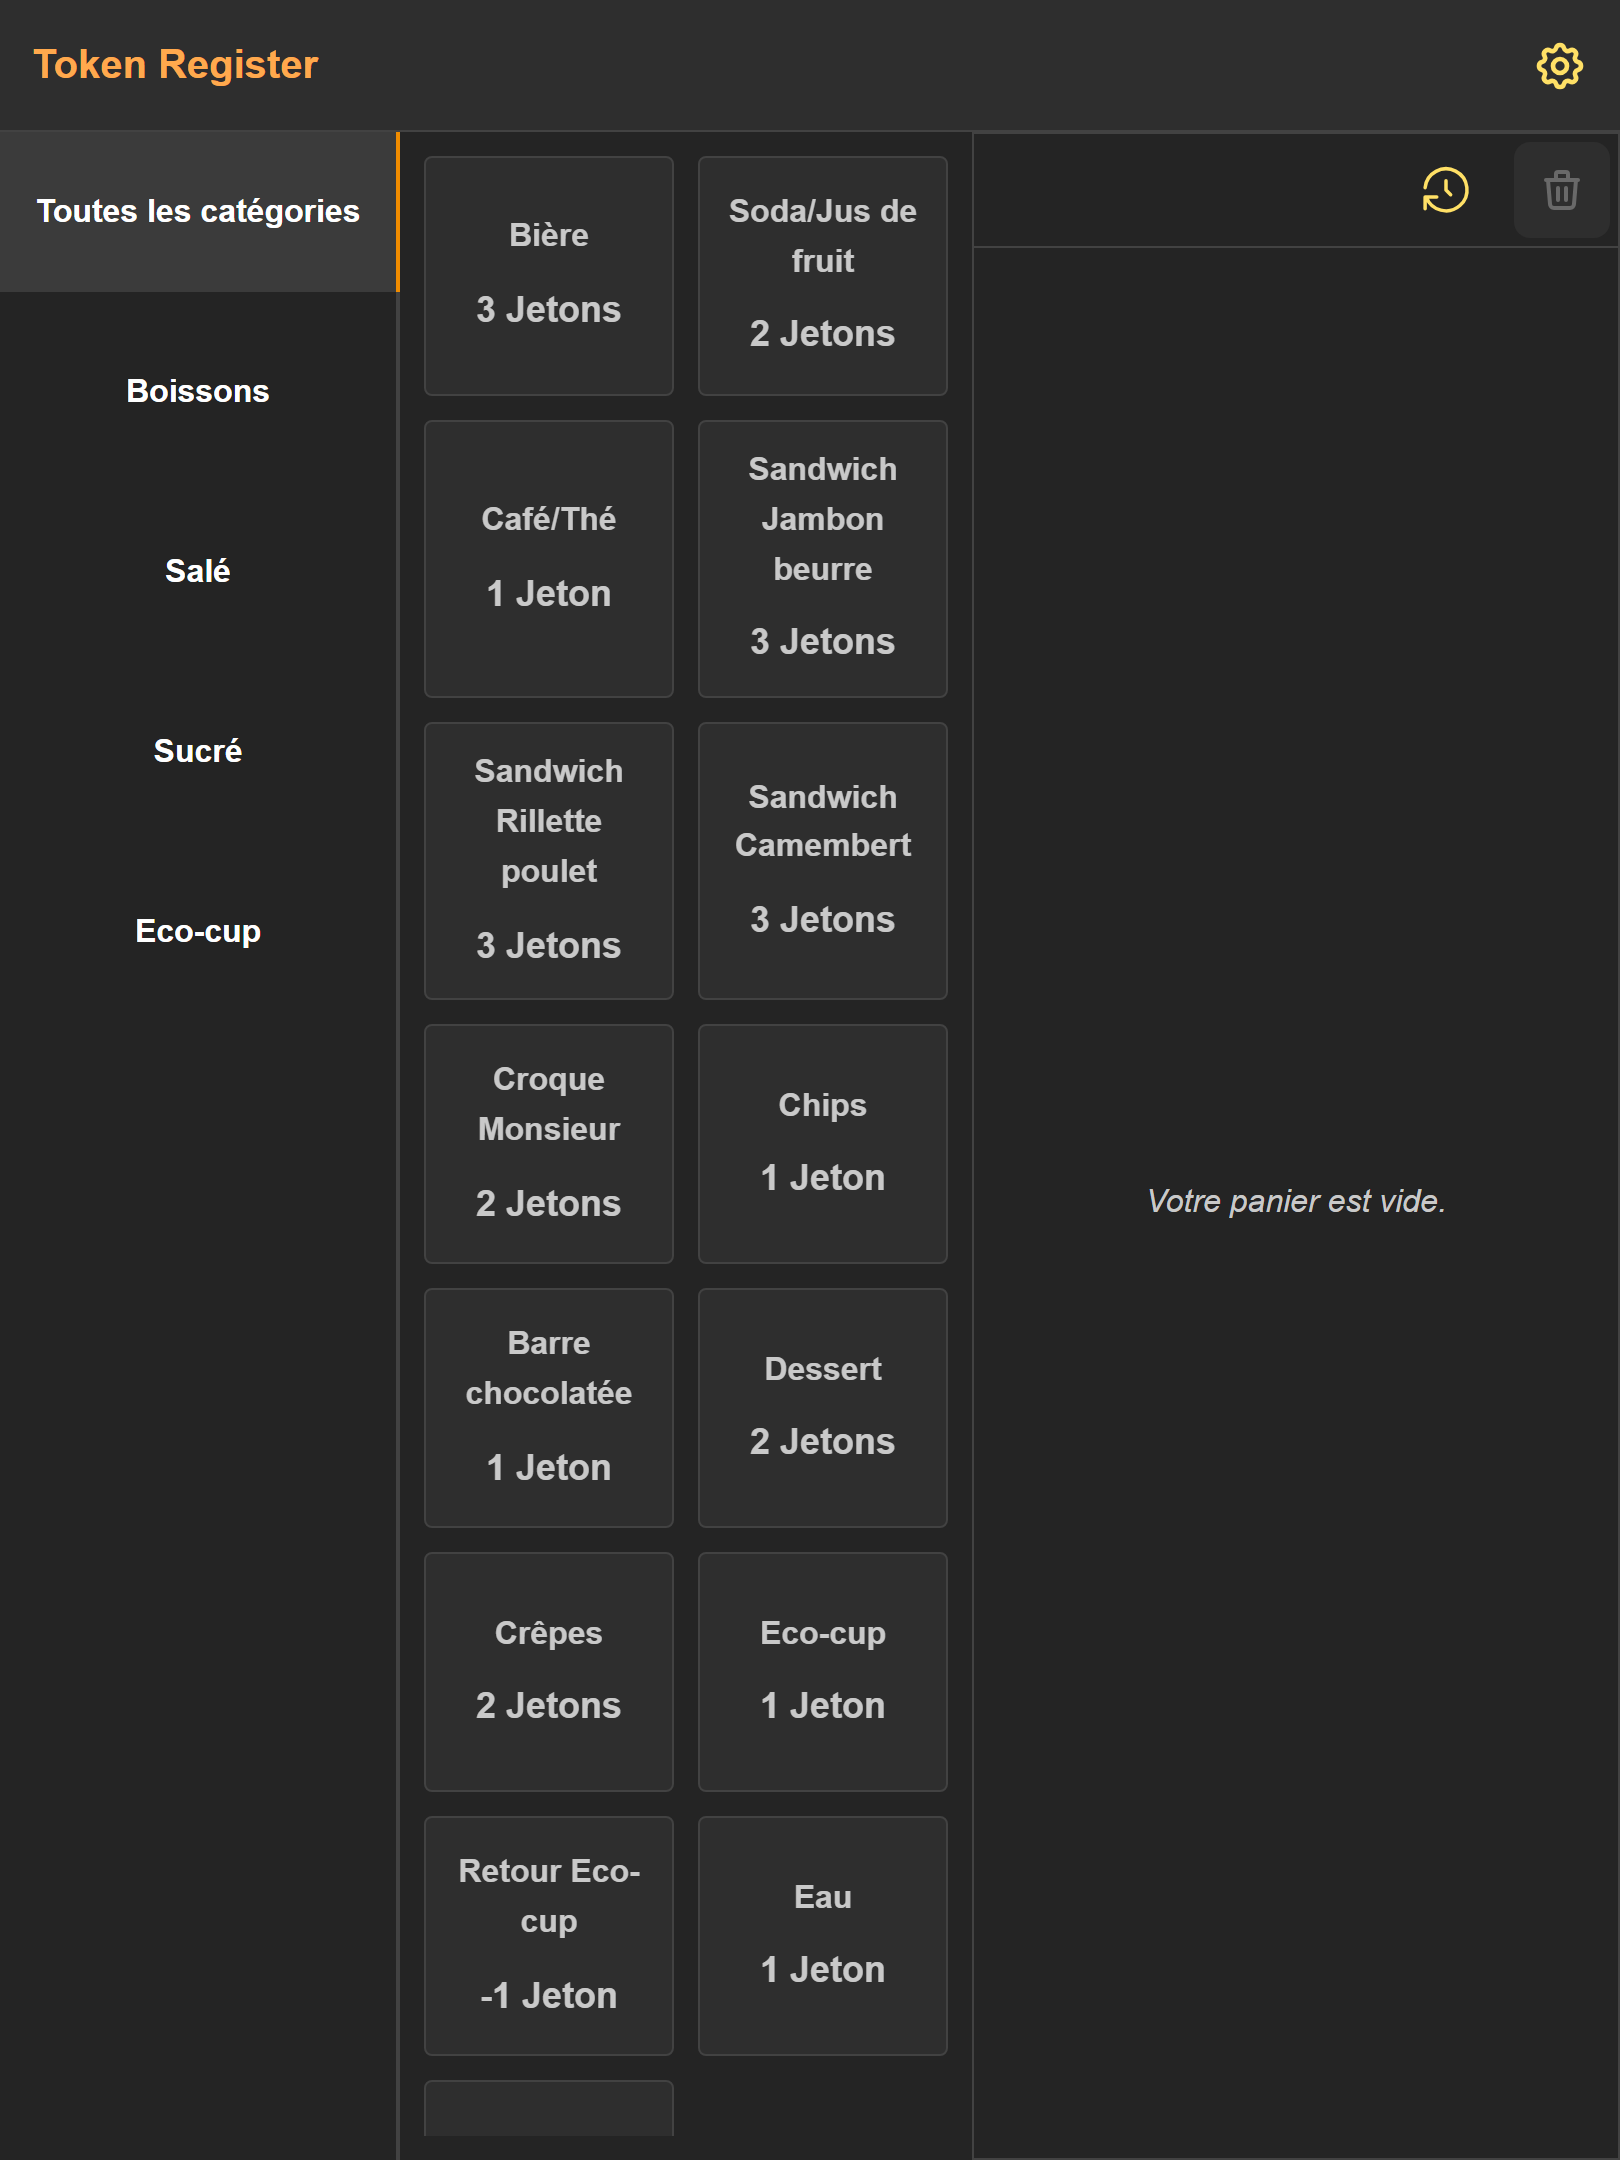 Token Register
Toutes les catégories
Boissons
Salé
Sucré
Eco-cup
Bière
3 Jetons
Soda/Jus de
fruit
2 Jetons
Café/Thé
1 Jeton
Sandwich
Jambon
beurre
3 Jetons
Sandwich
Rillette
poulet
3 Jetons
Sandwich
Camembert
3 Jetons
Croque
Monsieur
2 Jetons
Chips
1 Jeton
Barre
chocolatée
1 Jeton
Dessert
2 Jetons
Crêpes
2 Jetons
Eco-cup
1 Jeton
Retour Eco-
cup
-1 Jeton
Eau
1 Jeton
Votre panier est vide.